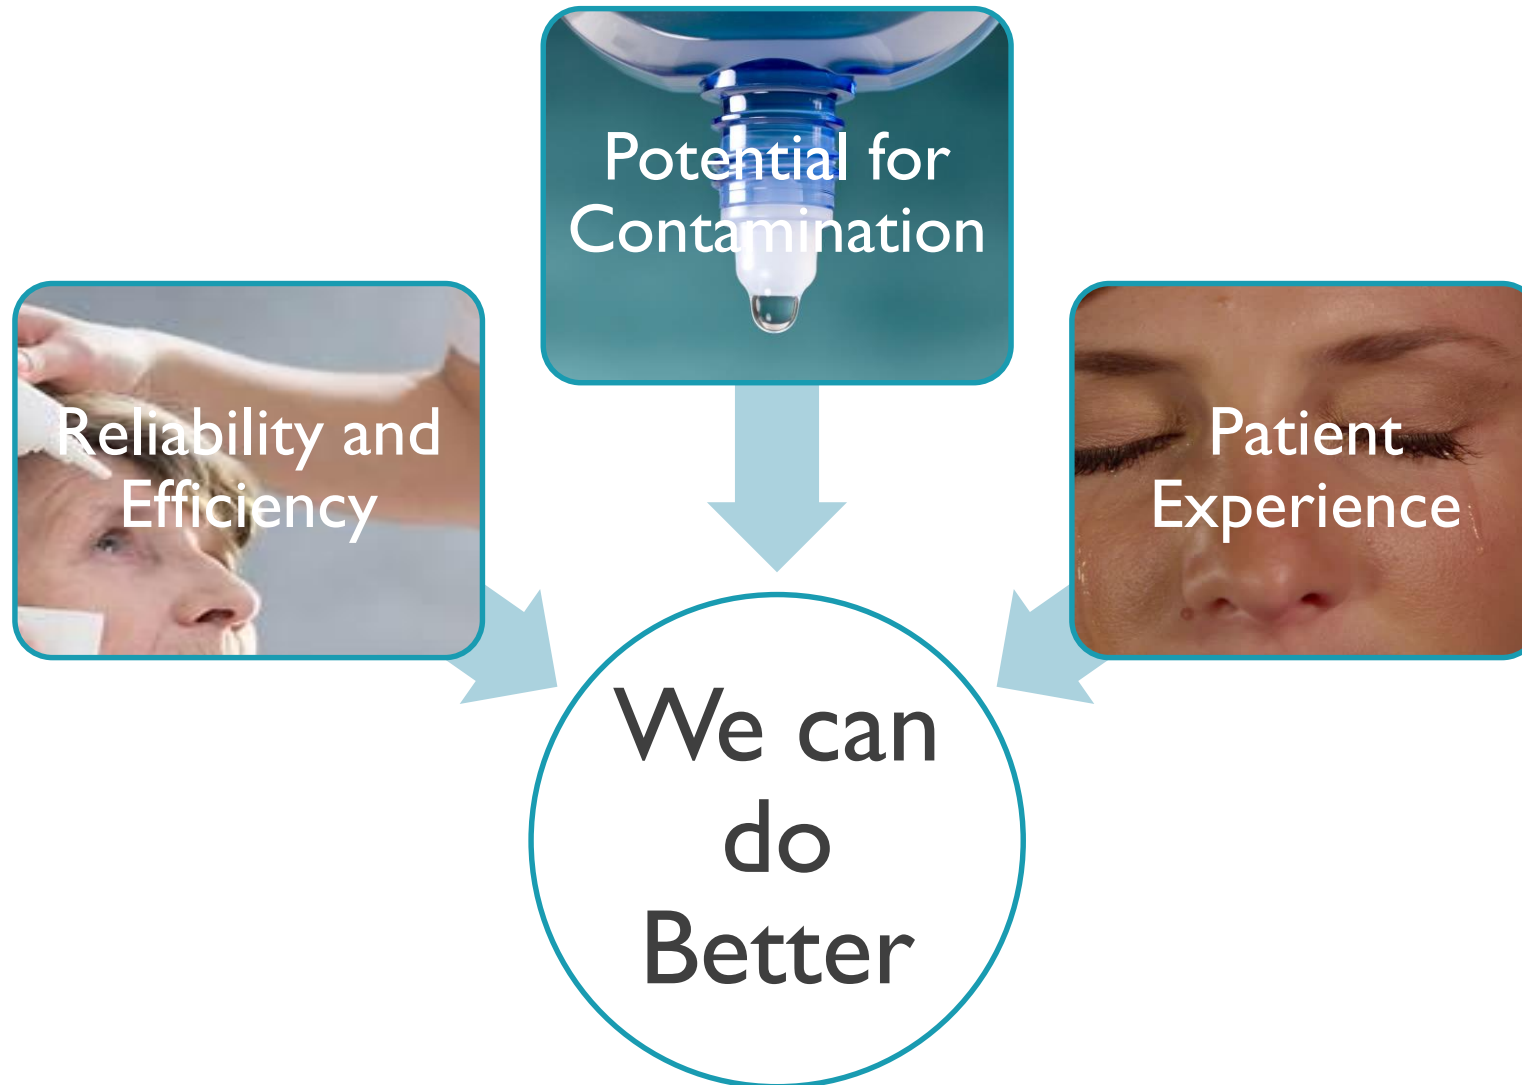 Potential for
Contamination
Reliability and
Efficiency
Patient
Experience
We can
do
Better